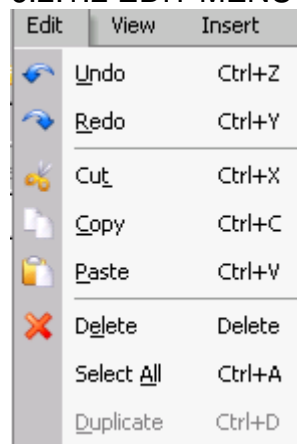 Edit View Insert
Undo Ctrl+Z
Redo Ctrl+Y
Cut Ctrl+X
Copy Ctrl+C
Paste Ctrl+V
Delete Delete
Select All Ctrl+A
Duplicate Ctrl+D